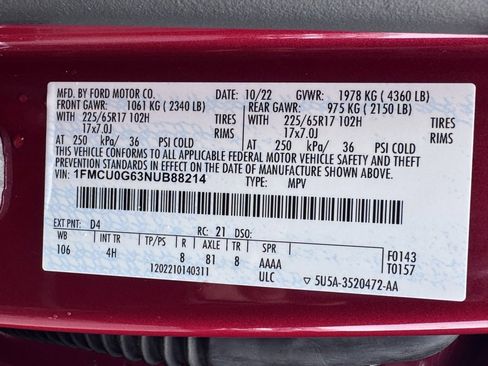 MFD. BY FORD MOTOR CO. 10/22 GVWR: 1978 KG ( 4360 LB)
FRONT GAWR: 1061 KG ( 2340 LB) REAR GAWR: 975 KG ( 2150 LB)
WITH 225/65R17 102H TIRES WITH 225/65R17 102H TIRES
17x7.0J RIMS 17x7.0J RIMS
AT 250 kPa/ 36 PSI COLD AT 250 kPa/ 36 PSI COLD
THIS VEHICLE CONFORMS TO ALL APPLICABLE FEDERAL MOTOR VEHICLE SAFETY AND
THEFT PREVENTION STANDARDS IN EFFECT ON THE DATE OF MANUFACTURE SHOWN ABOVE.
VIN: 1FMCU0G63NUB88214 TYPE: MPV
EXT PNT: D4 RC: 21 DSO:
WB INT TR TP/PS R AXLE TR SPR F0143
106 4H 8 81 8 AAAA T0157
1202210140311 ULC 5U5A-3520472-AA